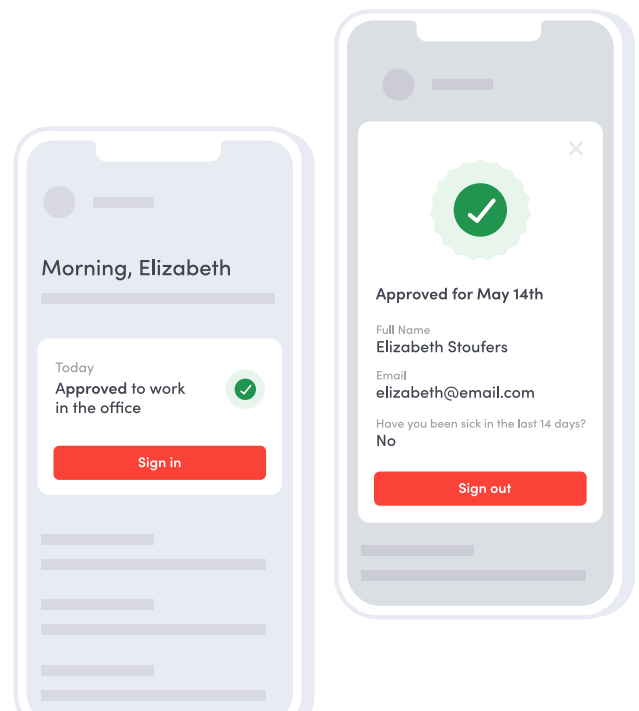 Morning, Elizabeth
Today
Approved to work
in the office
Sign in
Approved for May 14th
Full Name
Elizabeth Stoufers
Email
elizabeth@email.com
Have you been sick in the last 14 days?
No
Sign out